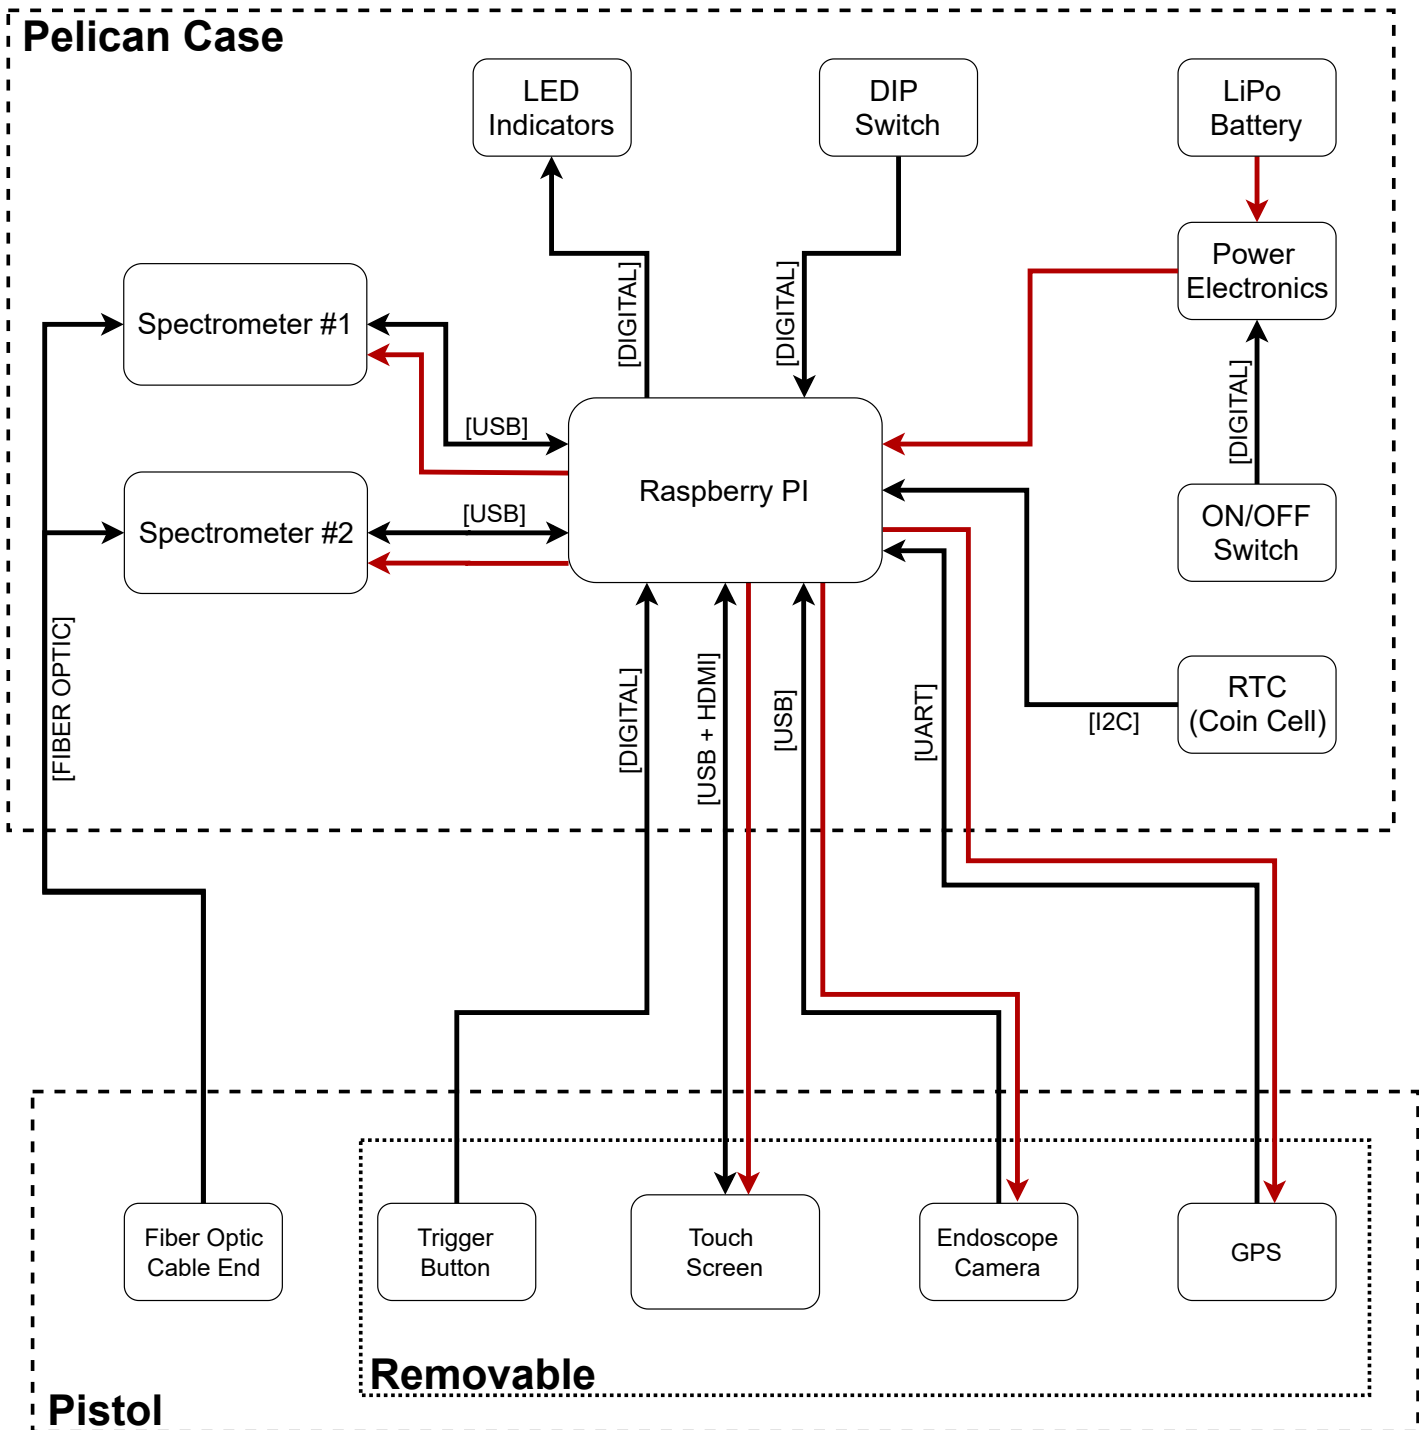 Pelican Case
LED
Indicators
DIP
Switch
LiPo
Battery
Power
Electronics
[DIGITAL]
[DIGITAL]
Spectrometer #1
[USB]
[DIGITAL]
Raspberry PI
Spectrometer #2
[USB]
ON/OFF
Switch
[FIBER OPTIC]
[DIGITAL]
[USB + HDMI]
[USB]
[UART]
RTC
(Coin Cell)
[I2C]
Fiber Optic
Cable End
Trigger
Button
Touch
Screen
Endoscope
Camera
GPS
Removable
Pistol